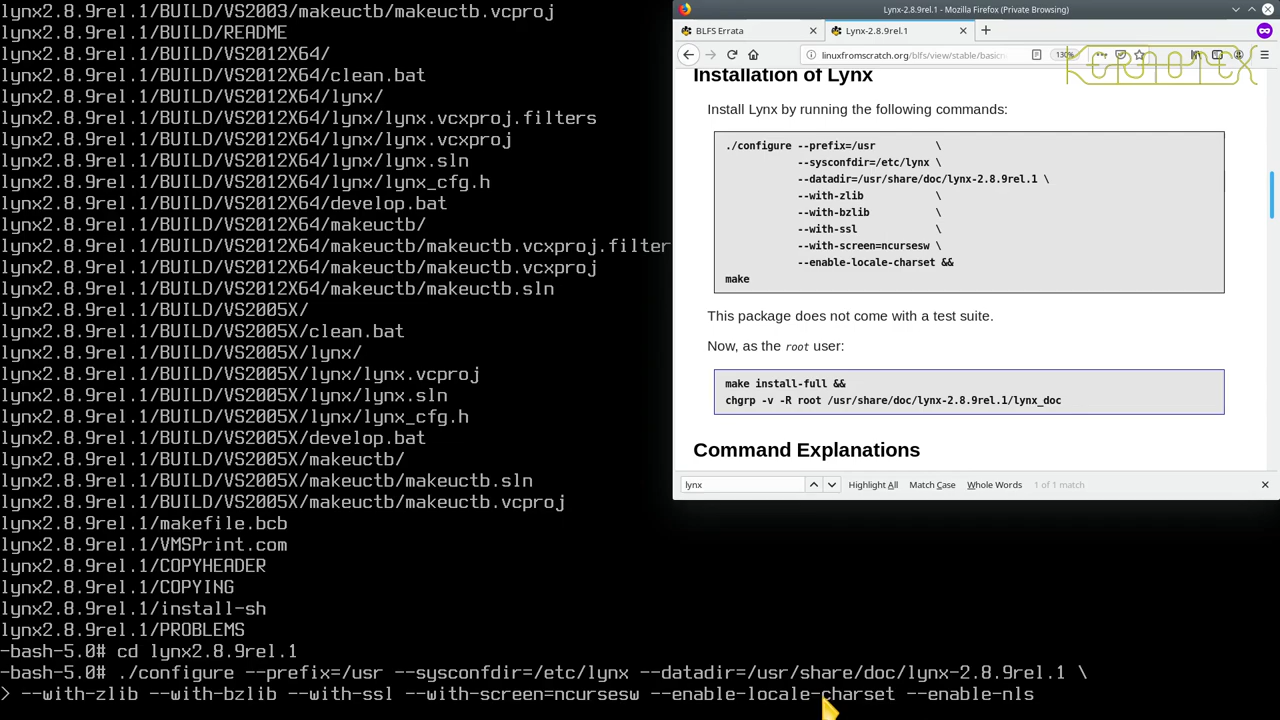 lynx2.8.9rel.1/BUILD/VS2003/makeuctb/makeuctb.vcproj
lynx2.8.9rel.1/BUILD/README
lynx2.8.9rel.1/BUILD/VS2012X64/
lynx2.8.9rel.1/BUILD/VS2012X64/clean.bat
lynx2.8.9rel.1/BUILD/VS2012X64/lynx/
lynx2.8.9rel.1/BUILD/VS2012X64/lynx/lynx.vcxproj.filters
lynx2.8.9rel.1/BUILD/VS2012X64/lynx/lynx.vcxproj
lynx2.8.9rel.1/BUILD/VS2012X64/lynx/lynx.sln
lynx2.8.9rel.1/BUILD/VS2012X64/lynx/lynx_cfg.h
lynx2.8.9rel.1/BUILD/VS2012X64/develop.bat
lynx2.8.9rel.1/BUILD/VS2012X64/makeuctb/
lynx2.8.9rel.1/BUILD/VS2012X64/makeuctb/makeuctb.vcxproj.filter
lynx2.8.9rel.1/BUILD/VS2012X64/makeuctb/makeuctb.vcxproj
lynx2.8.9rel.1/BUILD/VS2012X64/makeuctb/makeuctb.sln
lynx2.8.9rel.1/BUILD/VS2005X/
lynx2.8.9rel.1/BUILD/VS2005X/clean.bat
lynx2.8.9rel.1/BUILD/VS2005X/lynx/
lynx2.8.9rel.1/BUILD/VS2005X/lynx/lynx.vcproj
lynx2.8.9rel.1/BUILD/VS2005X/lynx/lynx.sln
lynx2.8.9rel.1/BUILD/VS2005X/lynx/lynx_cfg.h
lynx2.8.9rel.1/BUILD/VS2005X/develop.bat
lynx2.8.9rel.1/BUILD/VS2005X/makeuctb/
lynx2.8.9rel.1/BUILD/VS2005X/makeuctb/makeuctb.sln
lynx2.8.9rel.1/BUILD/VS2005X/makeuctb/makeuctb.vcproj
lynx2.8.9rel.1/makefile.bcb
lynx2.8.9rel.1/VMSPrint.com
lynx2.8.9rel.1/COPYHEADER
lynx2.8.9rel.1/COPYING
lynx2.8.9rel.1/install-sh
lynx2.8.9rel.1/PROBLEMS
-bash-5.0# cd lynx2.8.9rel.1
-bash-5.0# ./configure --prefix=/usr --sysconfdir=/etc/lynx --datadir=/usr/share/doc/lynx-2.8.9rel.1 \
> --with-zlib --with-bzlib --with-ssl --with-screen=ncursesw --enable-locale-charset --enable-nls
Lynx-2.8.9rel.1 - Mozilla Firefox (Private Browsing)
BLFS Errata
Lynx-2.8.9rel.1
linuxfromscratch.org/blfs/view/stable/basic
130%
Installation of Lynx
Install Lynx by running the following commands:
./configure --prefix=/usr \
--sysconfdir=/etc/lynx \
--datadir=/usr/share/doc/lynx-2.8.9rel.1 \
--with-zlib \
--with-bzlib \
--with-ssl \
--with-screen=ncursesw \
--enable-locale-charset &&
make
This package does not come with a test suite.
Now, as the root user:
make install-full &&
chgrp -v -R root /usr/share/doc/lynx-2.8.9rel.1/lynx_doc
Command Explanations
lynx
Highlight All
Match Case
Whole Words
1 of 1 match